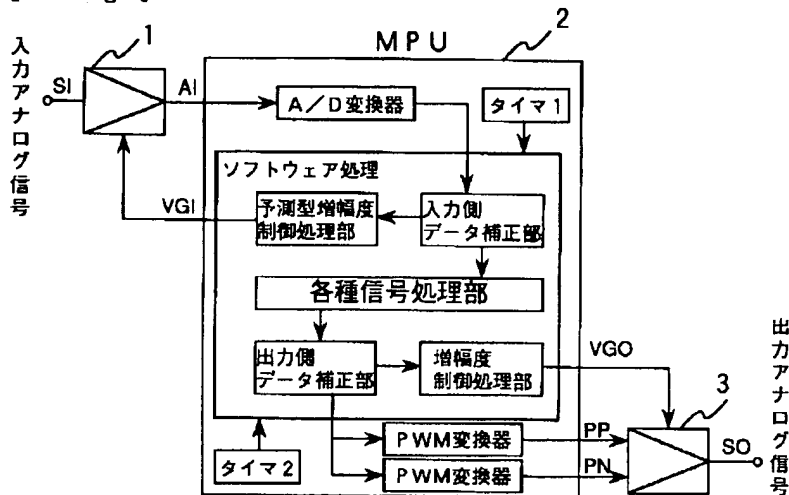 1
2
MPU
入力アナログ信号
SI
AI
A/D変換器
タイマ1
ソフトウェア処理
VGI
予測型増幅度
制御処理部
入力側
データ補正部
各種信号処理部
出力側
データ補正部
増幅度
制御処理部
VGO
出力アナログ信号
3
PWM変換器
PP
SO
タイマ2
PWM変換器
PN